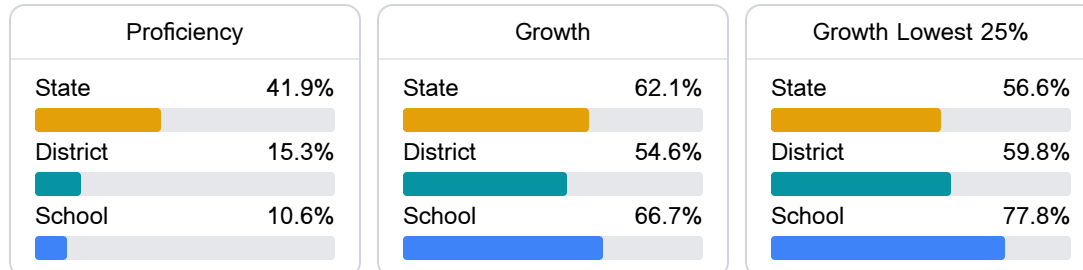 Proficiency
State 41.9%
District 15.3%
School 10.6%
Growth
State 62.1%
District 54.6%
School 66.7%
Growth Lowest 25%
State 56.6%
District 59.8%
School 77.8%